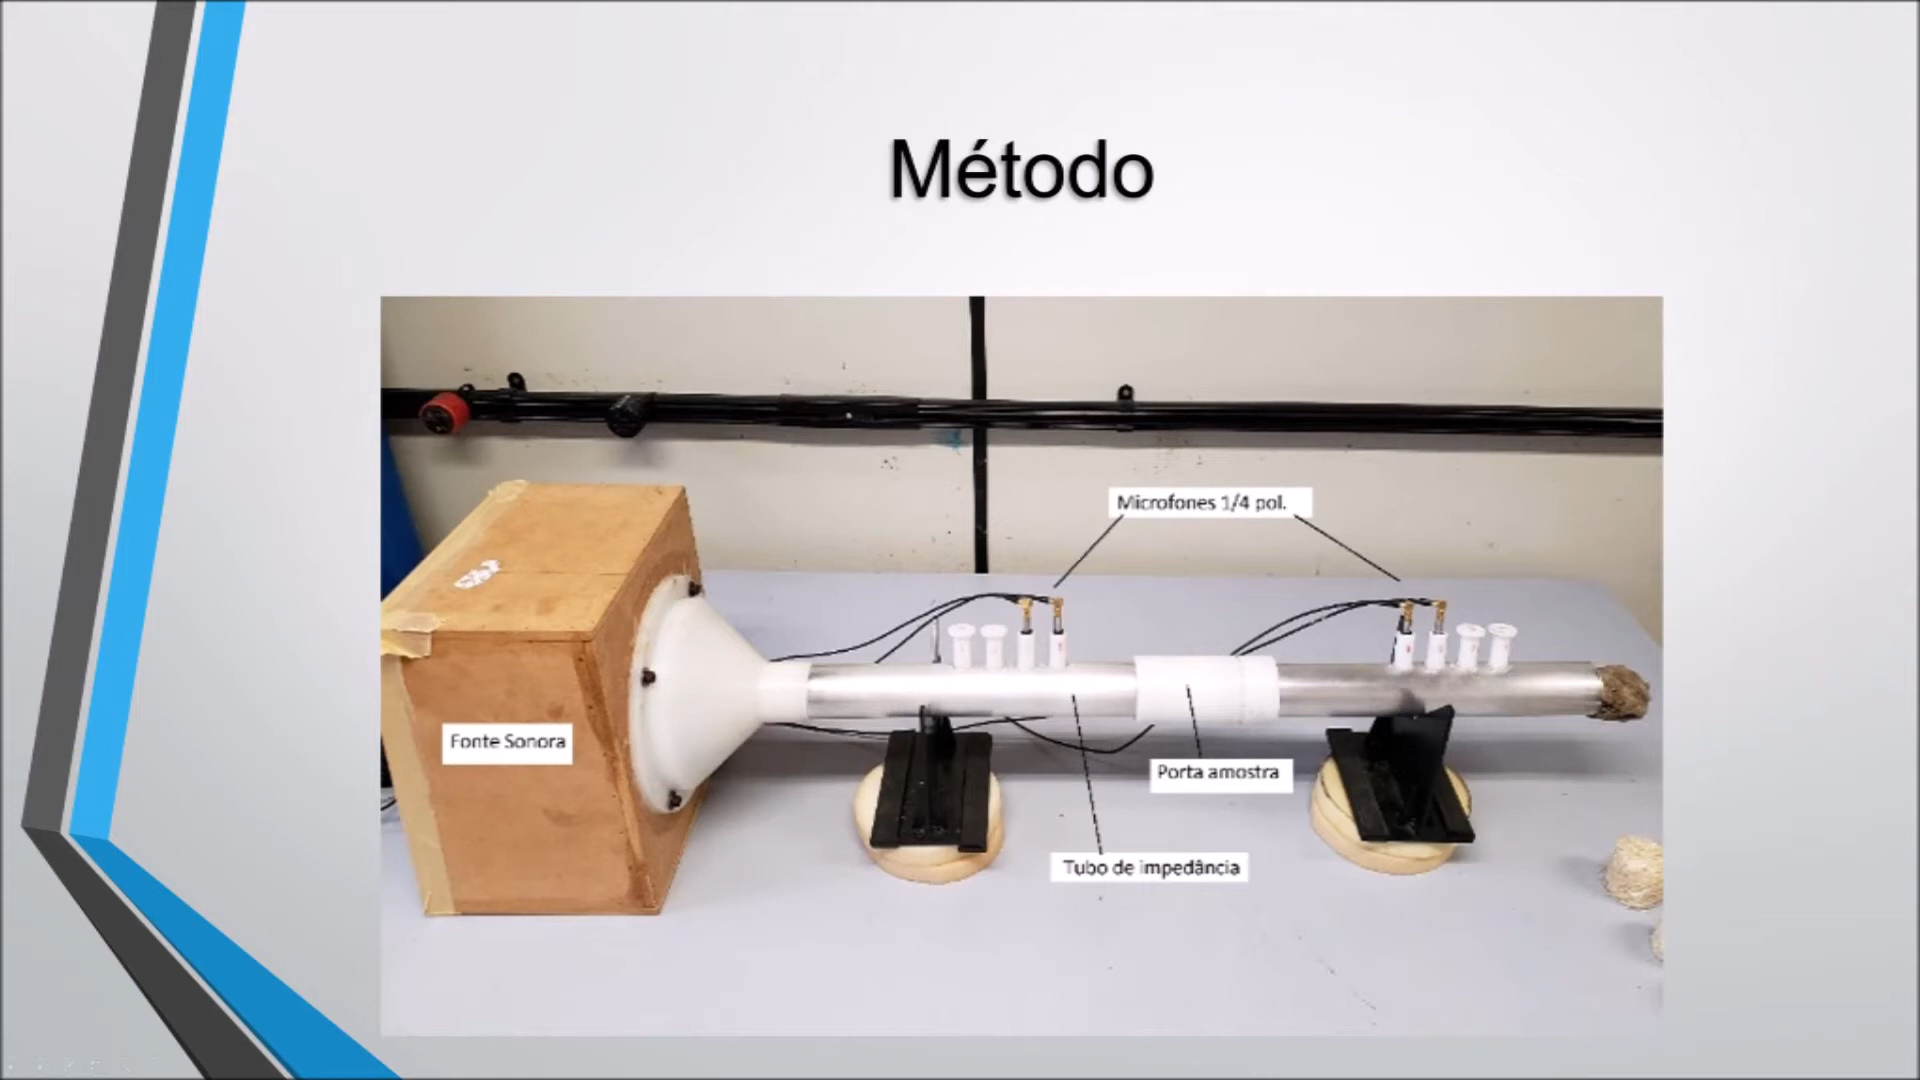 Método
Microfones 1/4 pol.
Fonte Sonora
Porta amostra
Tubo de impedância